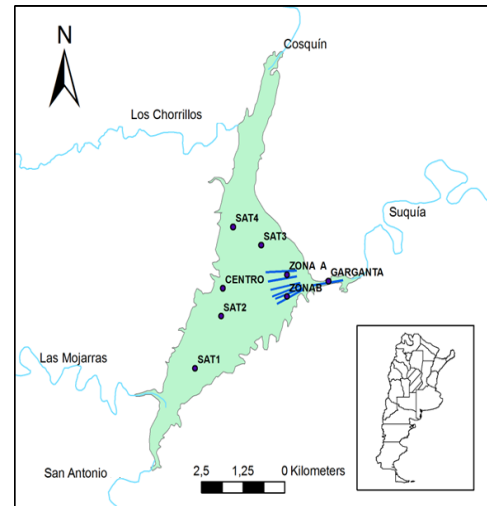 N
Cosquín
Los Chorrillos
Suquía
SAT4
SAT3
ZONA_A
GARGANTA
CENTRO
ZONAB
SAT2
Las Mojarras
SAT1
San Antonio
2,5 1,25 0 Kilometers